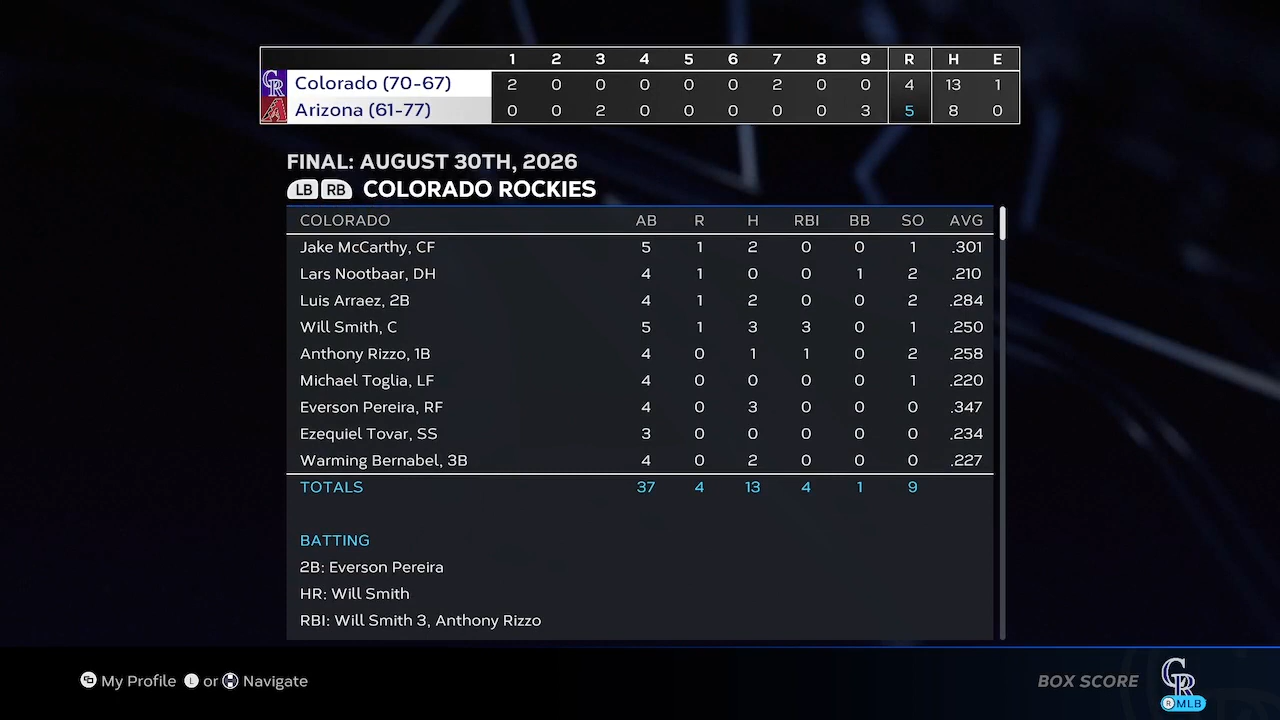 1 2 3 4 5 6 7 8 9 R H E
CR Colorado (70-67) 2 0 0 0 0 0 2 0 0 4 13 1
A Arizona (61-77) 0 0 2 0 0 0 0 0 3 5 8 0
FINAL: AUGUST 30TH, 2026
LB RB COLORADO ROCKIES
COLORADO AB R H RBI BB SO AVG
Jake McCarthy, CF 5 1 2 0 0 1 .301
Lars Nootbaar, DH 4 1 0 0 1 2 .210
Luis Arraez, 2B 4 1 2 0 0 2 .284
Will Smith, C 5 1 3 3 0 1 .250
Anthony Rizzo, 1B 4 0 1 1 0 2 .258
Michael Toglia, LF 4 0 0 0 0 1 .220
Everson Pereira, RF 4 0 3 0 0 0 .347
Ezequiel Tovar, SS 3 0 0 0 0 0 .234
Warming Bernabel, 3B 4 0 2 0 0 0 .227
TOTALS 37 4 13 4 1 9
BATTING
2B: Everson Pereira
HR: Will Smith
RBI: Will Smith 3, Anthony Rizzo
My Profile L or Navigate
BOX SCORE CR
R MLB